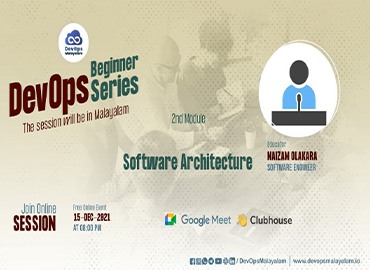 DevOps
Malayalam
DevOps Beginner
Series
The session will be in Malayalam
2nd Module
Software Architecture
Educator
NAIZAM OLAKARA
SOFTWARE ENGINEER
Join Online
SESSION
Free Online Event
15-DEC-2021
AT 08:00 PM
Google Meet
Clubhouse
/DevOpsMalayalam
www.devopsmalayalam.io